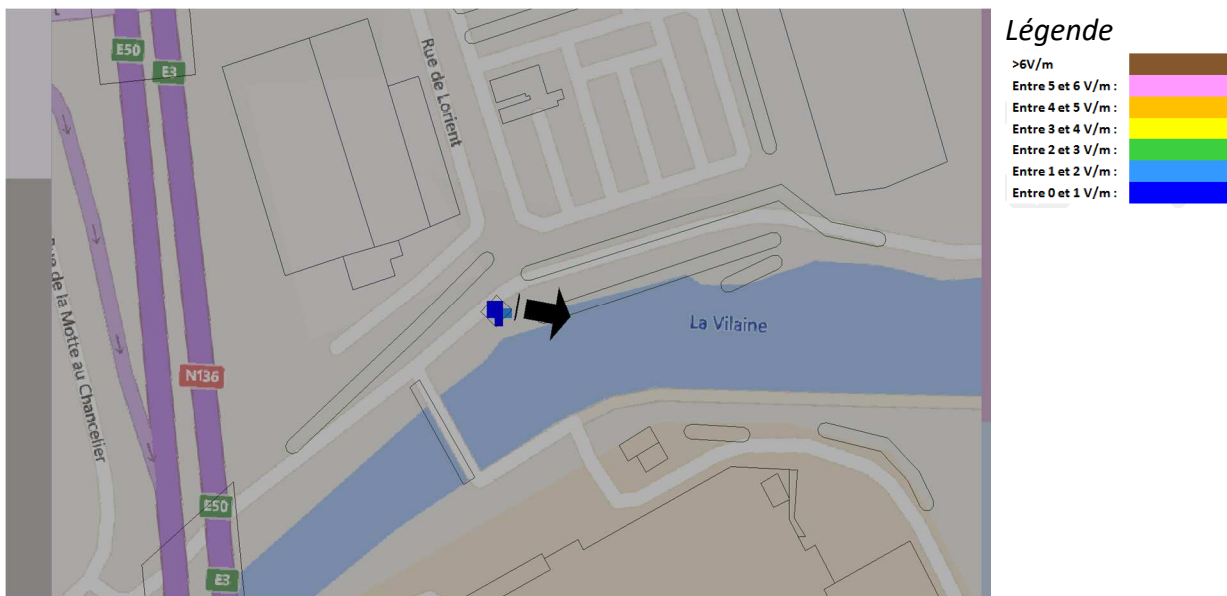 Légende
>6V/m
Entre 5 et 6 V/m :
Entre 4 et 5 V/m :
Entre 3 et 4 V/m :
Entre 2 et 3 V/m :
Entre 1 et 2 V/m :
Entre 0 et 1 V/m :
E50
E3
Rue de Lorient
La Vilaine
N136
Rue de la Motte au Chancelier
E50
E3